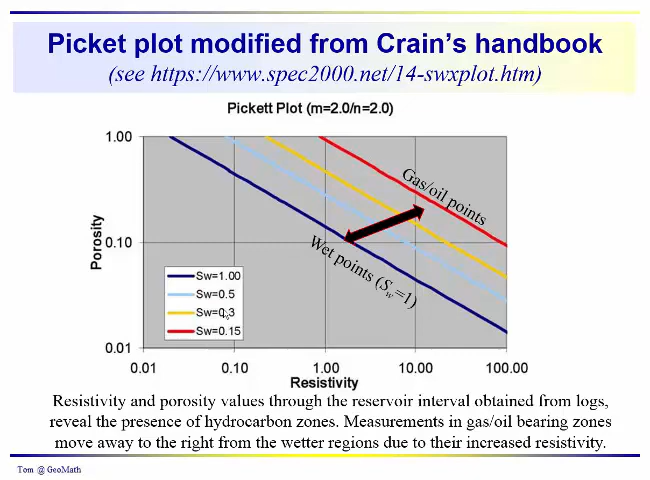 Picket plot modified from Crain's handbook
(see https://www.spec2000.net/14-swxplot.htm)
Pickett Plot (m=2.0/n=2.0)
1.00
0.10
0.01
Porosity
Gas/oil points
Wet points (Sw=1)
Sw=1.00
Sw=0.5
Sw=0.3
Sw=0.15
0.01 0.10 1.00 10.00 100.00
Resistivity
Resistivity and porosity values through the reservoir interval obtained from logs,
reveal the presence of hydrocarbon zones. Measurements in gas/oil bearing zones
move away to the right from the wetter regions due to their increased resistivity.
Tom @ GeoMath